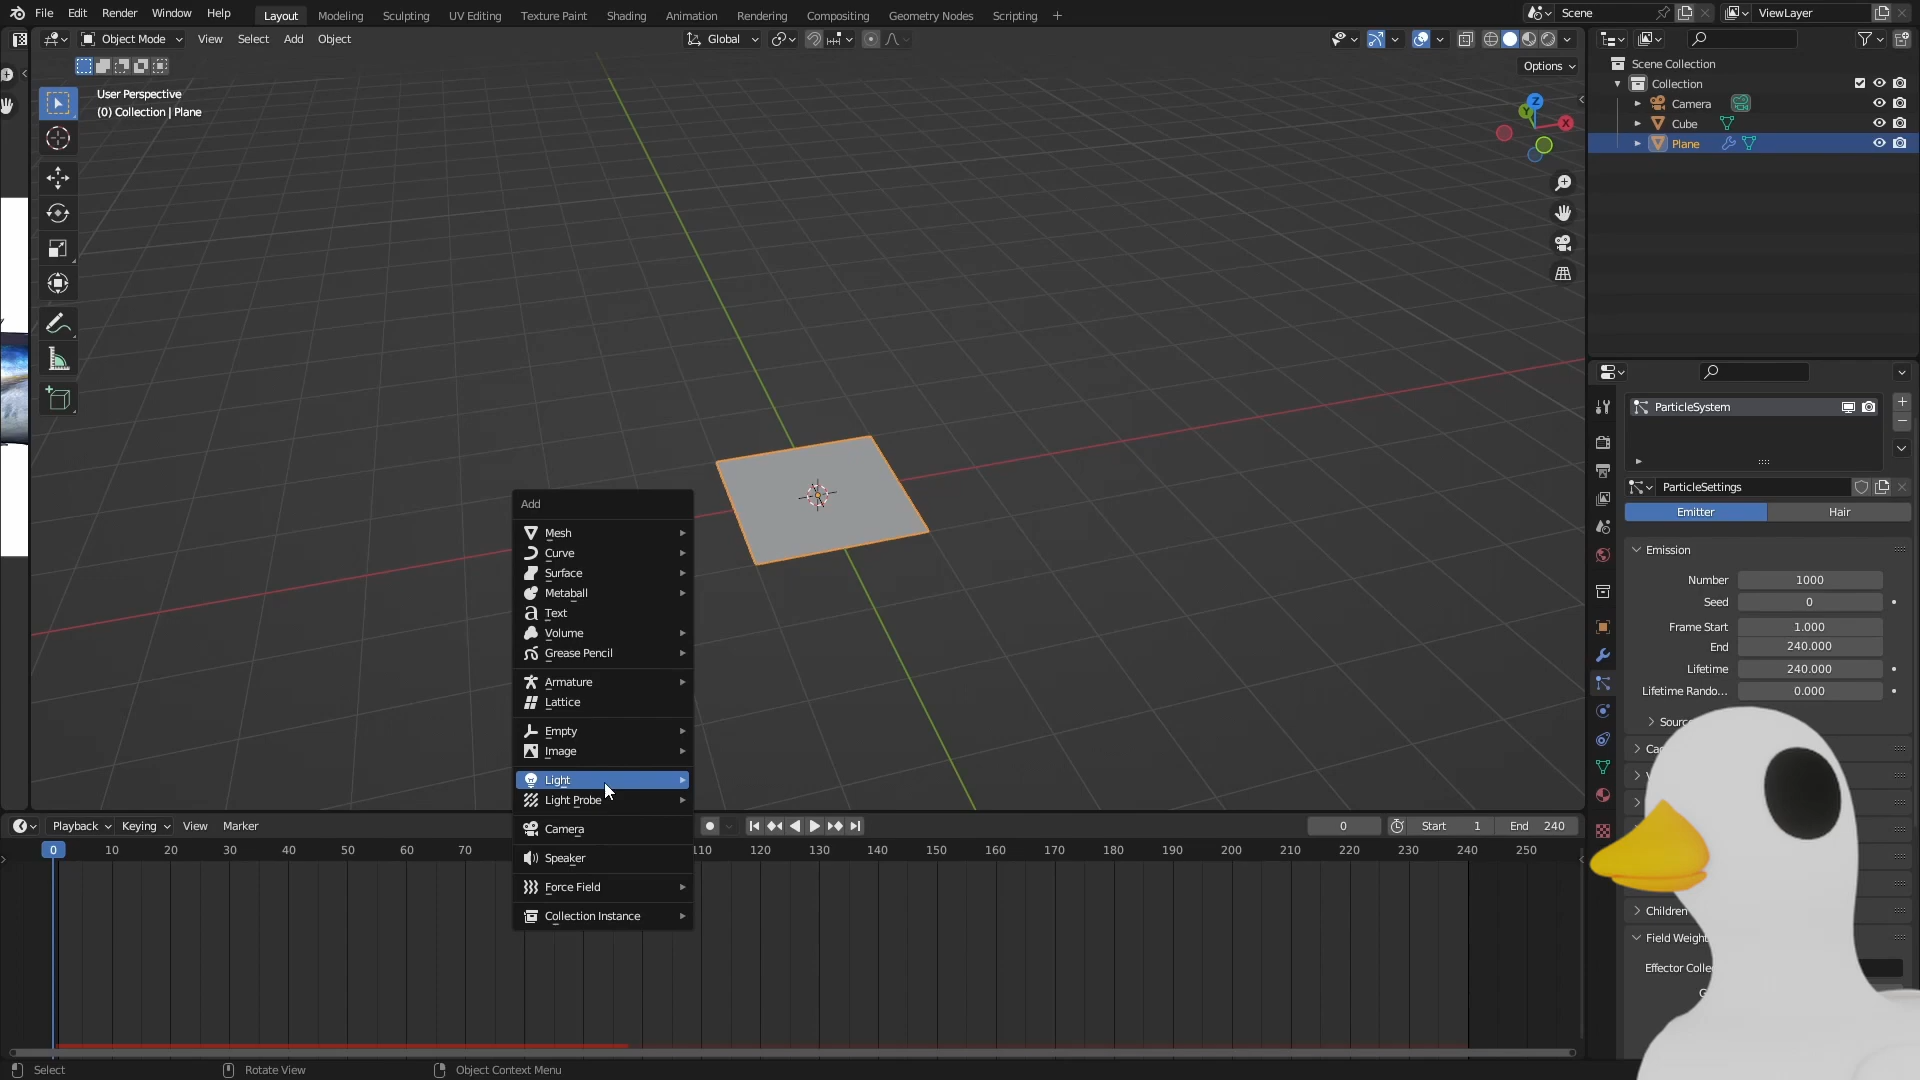 File Edit Render Window Help Layout Modeling Sculpting UV Editing Texture Paint Shading Animation Rendering Compositing Geometry Nodes Scripting + Scene ViewLayer
Object Mode View Select Add Object Global
Options
User Perspective
(0) Collection | Plane
Z
Y
X
Scene Collection
Collection
Camera
Cube
Plane
Add
Mesh
Curve
Surface
Metaball
Text
Volume
Grease Pencil
Armature
Lattice
Empty
Image
Light
Light Probe
Camera
Speaker
Force Field
Collection Instance
ParticleSystem
ParticleSettings
Emitter Hair
Emission
Number 1000
Seed 0
Frame Start 1.000
End 240.000
Lifetime 240.000
Lifetime Rando... 0.000
Children
Playback Keying View Marker 0 Start 1 End 240
0 10 20 30 40 50 60 70 110 120 130 140 150 160 170 180 190 200 210 220 230 240 250
Select Rotate View Object Context Menu